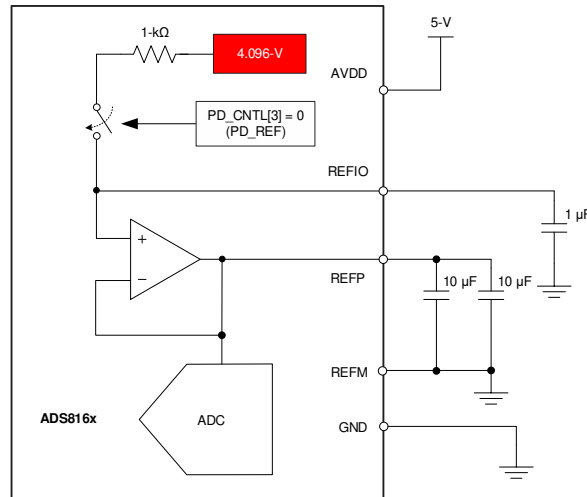 1-kΩ
4.096-V
5-V
AVDD
PD_CNTL[3] = 0
(PD_REF)
REFIO
1 µF
+
−
REFP
10 µF
10 µF
REFM
ADS816x
ADC
GND